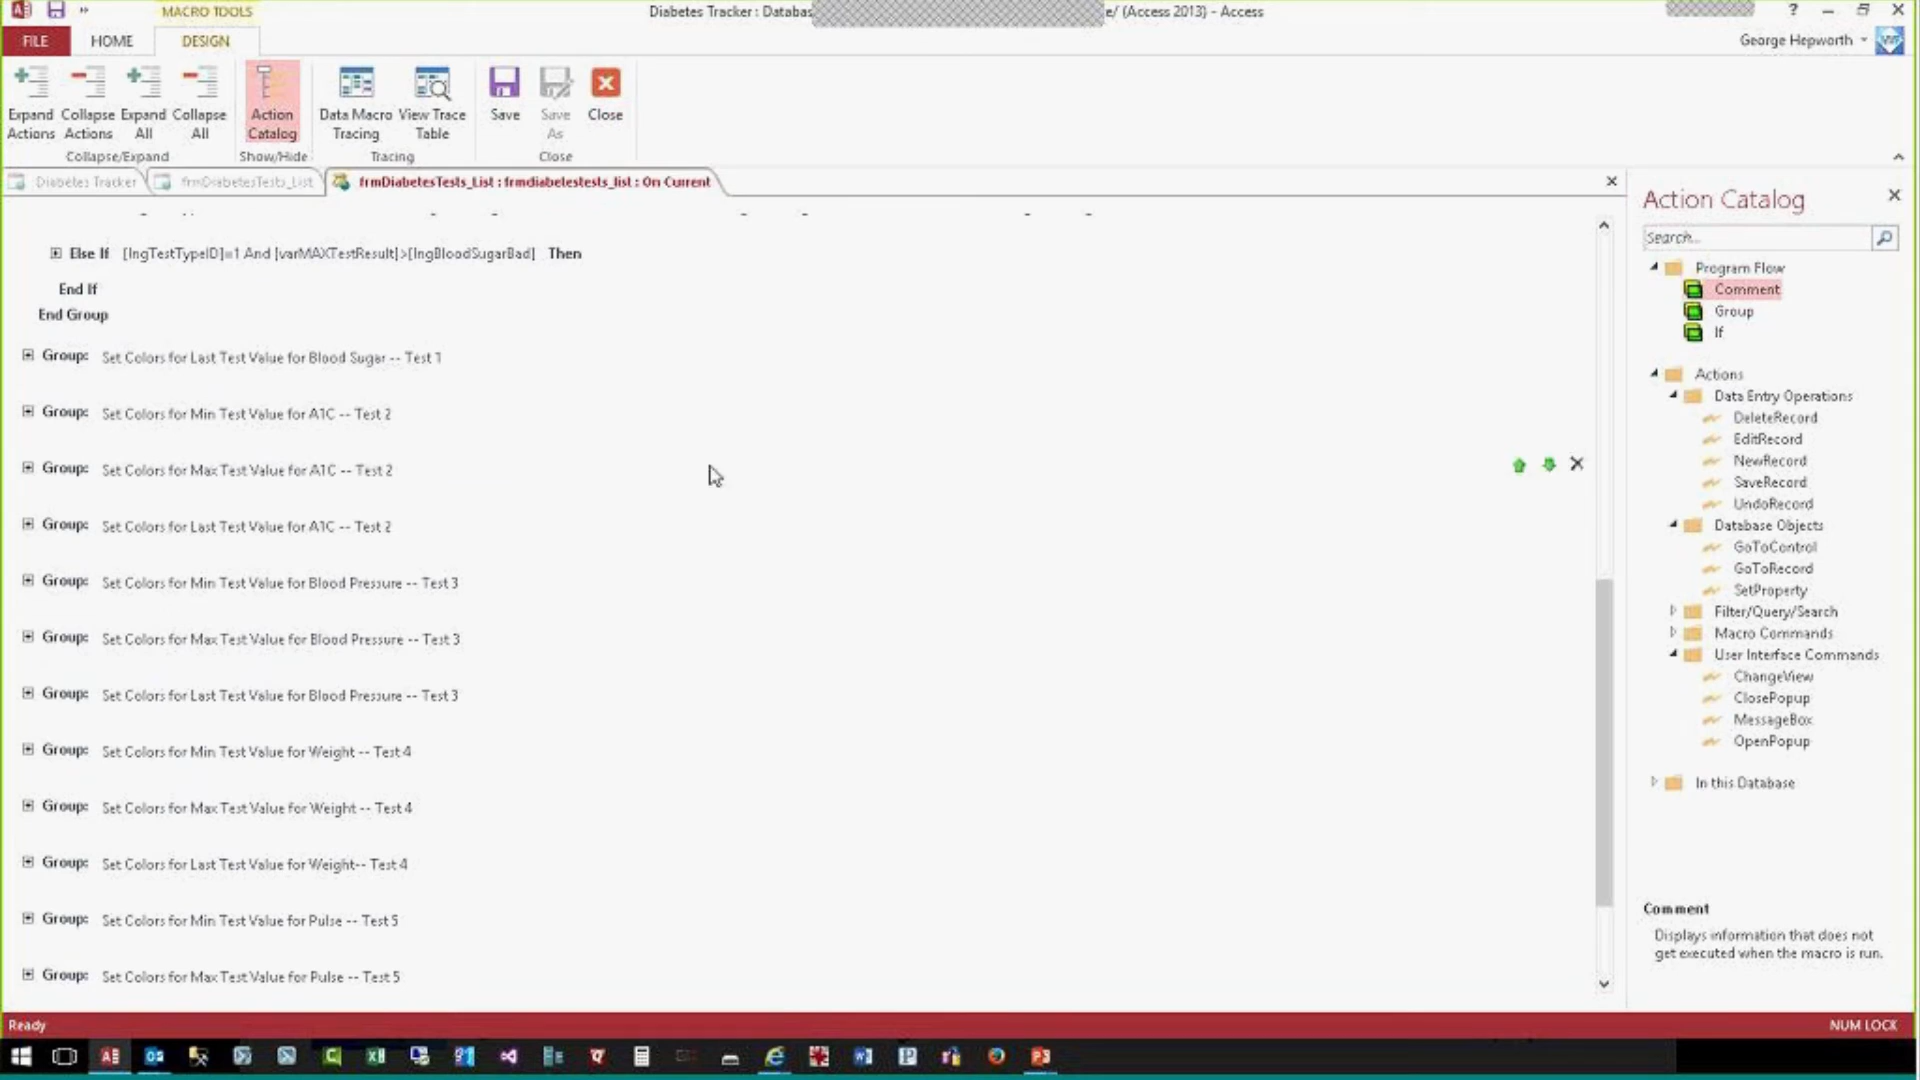 MACRO TOOLS
Diabetes Tracker : Databas
e/ (Access 2013) - Access
FILE
HOME
DESIGN
George Hepworth
Expand Actions
Collapse Actions
Expand All
Collapse All
Action Catalog
Data Macro Tracing
View Trace Table
Save
Save As
Close
Collapse/Expand
Show/Hide
Tracing
Close
Diabetes Tracker
frmDiabetesTests_List
frmDiabetesTests_List : frmdiabetestests_list : On Current
Else If [lngTestTypeID]=1 And [varMAXTestResult]>[lngBloodSugarBad] Then
End If
End Group
Group: Set Colors for Last Test Value for Blood Sugar -- Test 1
Group: Set Colors for Min Test Value for A1C -- Test 2
Group: Set Colors for Max Test Value for A1C -- Test 2
Group: Set Colors for Last Test Value for A1C -- Test 2
Group: Set Colors for Min Test Value for Blood Pressure -- Test 3
Group: Set Colors for Max Test Value for Blood Pressure -- Test 3
Group: Set Colors for Last Test Value for Blood Pressure -- Test 3
Group: Set Colors for Min Test Value for Weight -- Test 4
Group: Set Colors for Max Test Value for Weight -- Test 4
Group: Set Colors for Last Test Value for Weight-- Test 4
Group: Set Colors for Min Test Value for Pulse -- Test 5
Group: Set Colors for Max Test Value for Pulse -- Test 5
Action Catalog
Search...
Program Flow
Comment
Group
If
Actions
Data Entry Operations
DeleteRecord
EditRecord
NewRecord
SaveRecord
UndoRecord
Database Objects
GoToControl
GoToRecord
SetProperty
Filter/Query/Search
Macro Commands
User Interface Commands
ChangeView
ClosePopup
MessageBox
OpenPopup
In this Database
Comment
Displays information that does not
get executed when the macro is run.
Ready
NUM LOCK